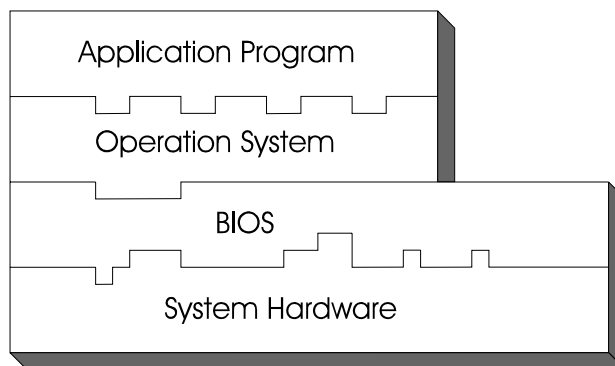 Application Program
Operation System
BIOS
System Hardware